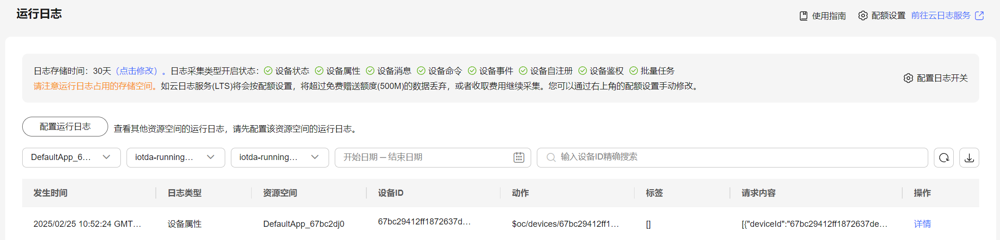 运行日志
使用指南 配额设置 前往云日志服务
日志存储时间：30天（点击修改）。日志采集类型开启状态： 设备状态 设备属性 设备消息 设备命令 设备事件 设备自注册 设备鉴权 批量任务
请注意运行日志占用的存储空间。如云日志服务(LTS)将会按配额设置，将超过免费赠送额度(500M)的数据丢弃，或者收取费用继续采集。您可以通过右上角的配额设置手动修改。
配置日志开关
配置运行日志 查看其他资源空间的运行日志，请先配置该资源空间的运行日志。
DefaultApp_6... iotda-running... iotda-running... 开始日期 — 结束日期 输入设备ID精确搜索
发生时间 日志类型 资源空间 设备ID 动作 标签 请求内容 操作
2025/02/25 10:52:24 GMT... 设备属性 DefaultApp_67bc2dj0 67bc29412ff1872637d... $oc/devices/67bc29412ff1... [] [{"deviceId":"67bc29412ff1872637de... 详情